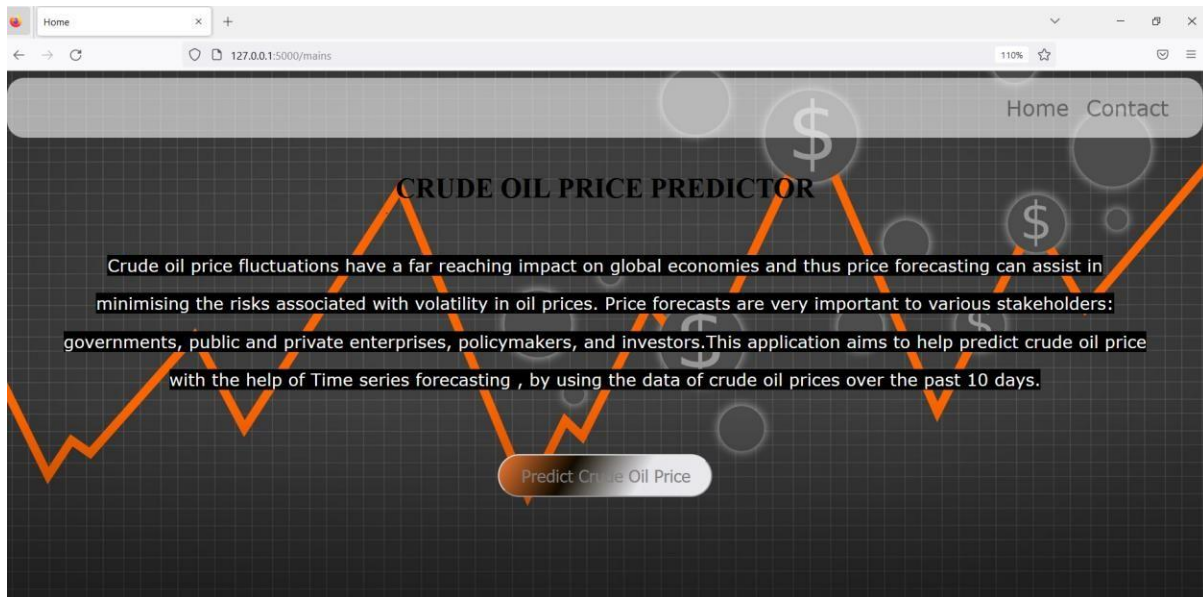 Home
127.0.0.1:5000/mains
110%
Home Contact
$
CRUDE OIL PRICE PREDICTOR
$
Crude oil price fluctuations have a far reaching impact on global economies and thus price forecasting can assist in
minimising the risks associated with volatility in oil prices. Price forecasts are very important to various stakeholders:
$
$
governments, public and private enterprises, policymakers, and investors.This application aims to help predict crude oil price
with the help of Time series forecasting , by using the data of crude oil prices over the past 10 days.
Predict Crude Oil Price